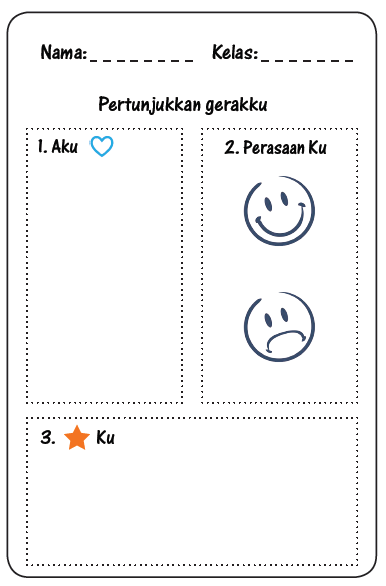 Nama: _ _ _ _ _ _ _ _ Kelas: _ _ _ _ _ _ _
Pertunjukkan gerakku
1. Aku
2. Perasaan Ku
3. Ku